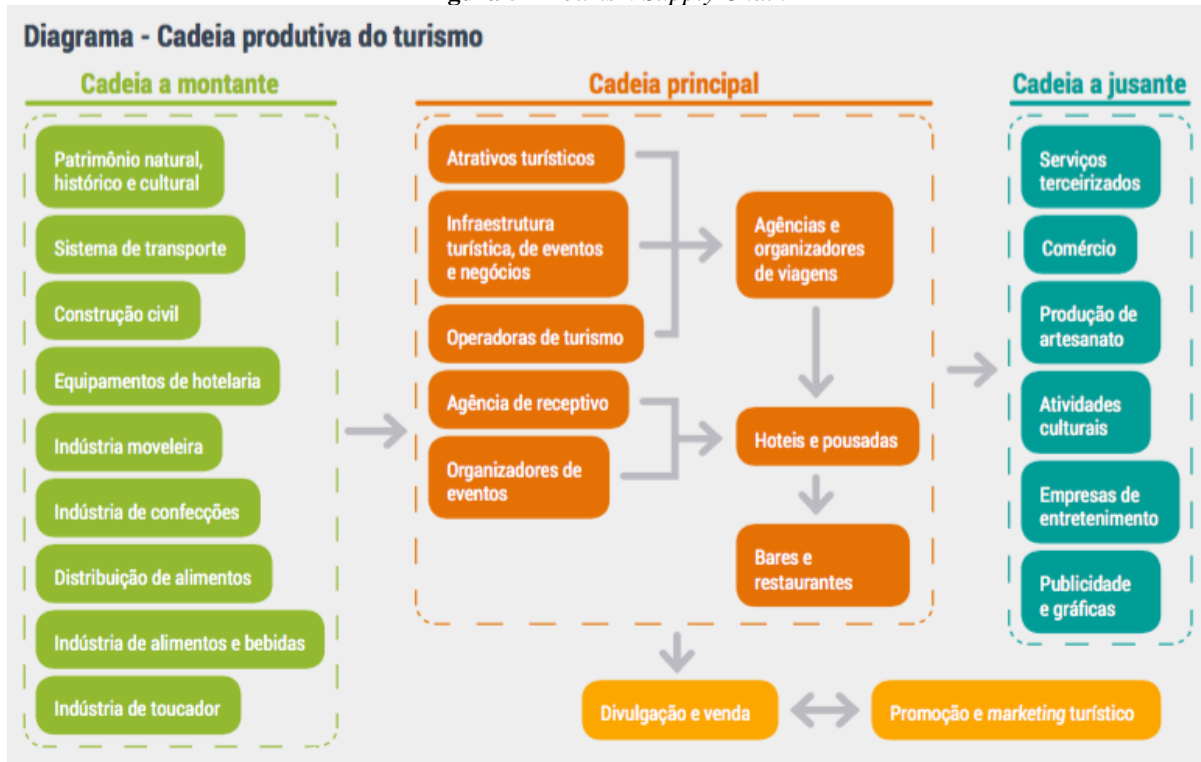 Diagrama - Cadeia produtiva do turismo
Cadeia a montante
Patrimônio natural,
histórico e cultural
Sistema de transporte
Construção civil
Equipamentos de hotelaria
Indústria moveleira
Indústria de confecções
Distribuição de alimentos
Indústria de alimentos e bebidas
Indústria de toucador
Cadeia principal
Atrativos turísticos
Infraestrutura
turística, de eventos
e negócios
Operadoras de turismo
Agência de receptivo
Organizadores de
eventos
Agências e
organizadores
de viagens
Hoteis e pousadas
Bares e
restaurantes
Cadeia a jusante
Serviços
terceirizados
Comércio
Produção de
artesanato
Atividades
culturais
Empresas de
entretenimento
Publicidade
e gráficas
Divulgação e venda
Promoção e marketing turístico